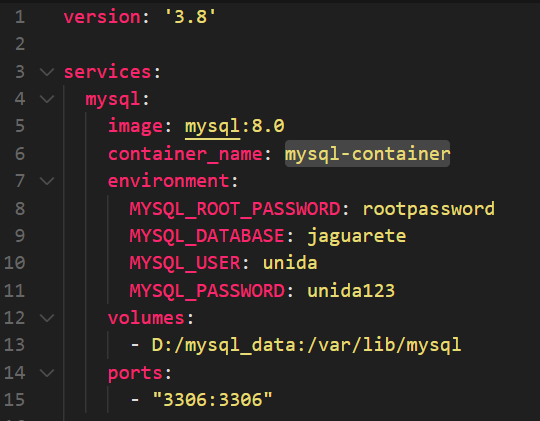 1 version: '3.8'
2
3 services:
4   mysql:
5     image: mysql:8.0
6     container_name: mysql-container
7     environment:
8       MYSQL_ROOT_PASSWORD: rootpassword
9       MYSQL_DATABASE: jaguarete
10       MYSQL_USER: unida
11       MYSQL_PASSWORD: unida123
12     volumes:
13       - D:/mysql_data:/var/lib/mysql
14     ports:
15       - "3306:3306"